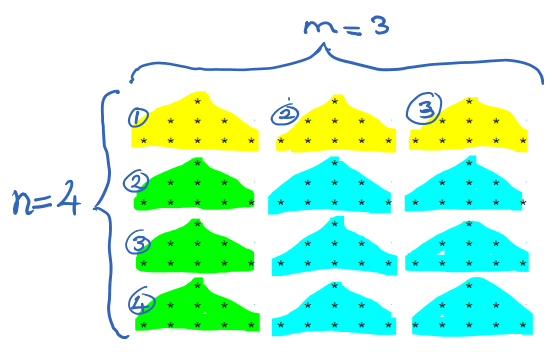 m = 3
① ② ③
②
n=4
③
④